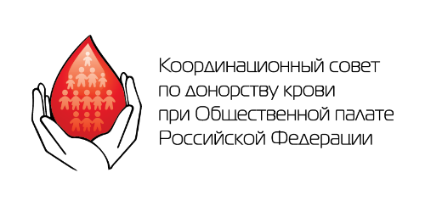 Координационный совет
по донорству крови
при Общественной палате
Российской Федерации